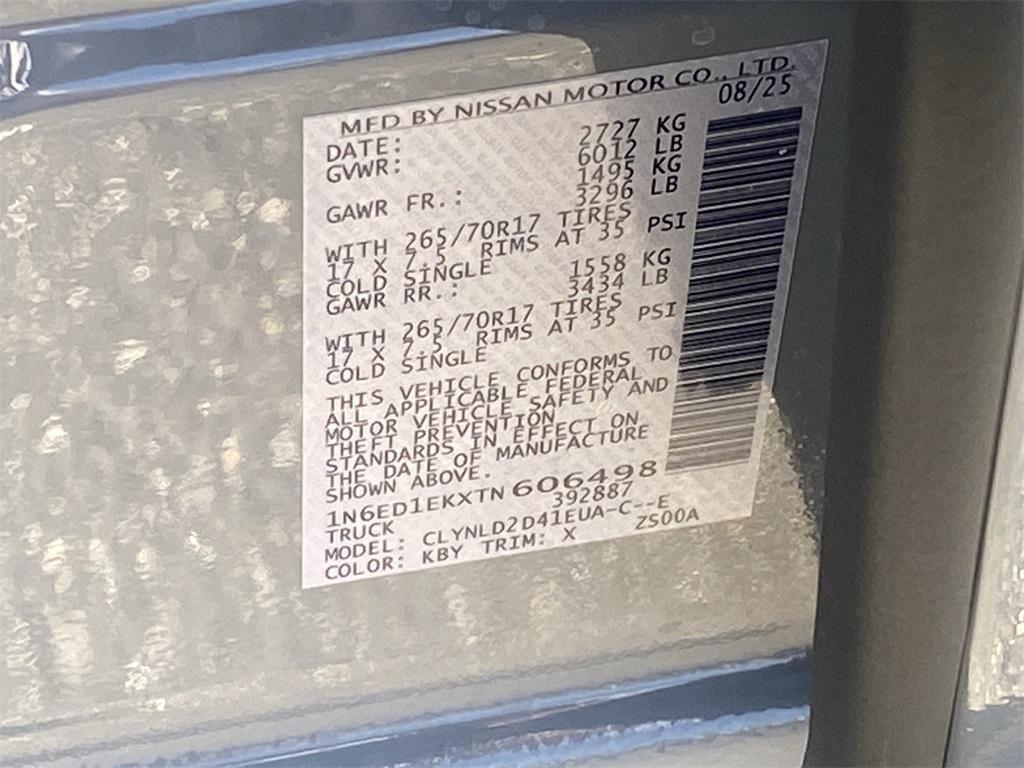 MFD BY NISSAN MOTOR CO., LTD.
DATE: 08/25
GVWR: 2727 KG
6012 LB
GAWR FR.: 1495 KG
3296 LB
WITH 265/70R17 TIRES
17 X 7.5 RIMS AT 35 PSI
COLD SINGLE
GAWR RR.: 1558 KG
3434 LB
WITH 265/70R17 TIRES
17 X 7.5 RIMS AT 35 PSI
COLD SINGLE
THIS VEHICLE CONFORMS TO
ALL APPLICABLE FEDERAL
MOTOR VEHICLE SAFETY AND
THEFT PREVENTION
STANDARDS IN EFFECT ON
THE DATE OF MANUFACTURE
SHOWN ABOVE.
1N6ED1EKXTN606498
TRUCK 392887
MODEL: CLYNLD2D41EUA-C--E
COLOR: KBY TRIM: X ZS00A